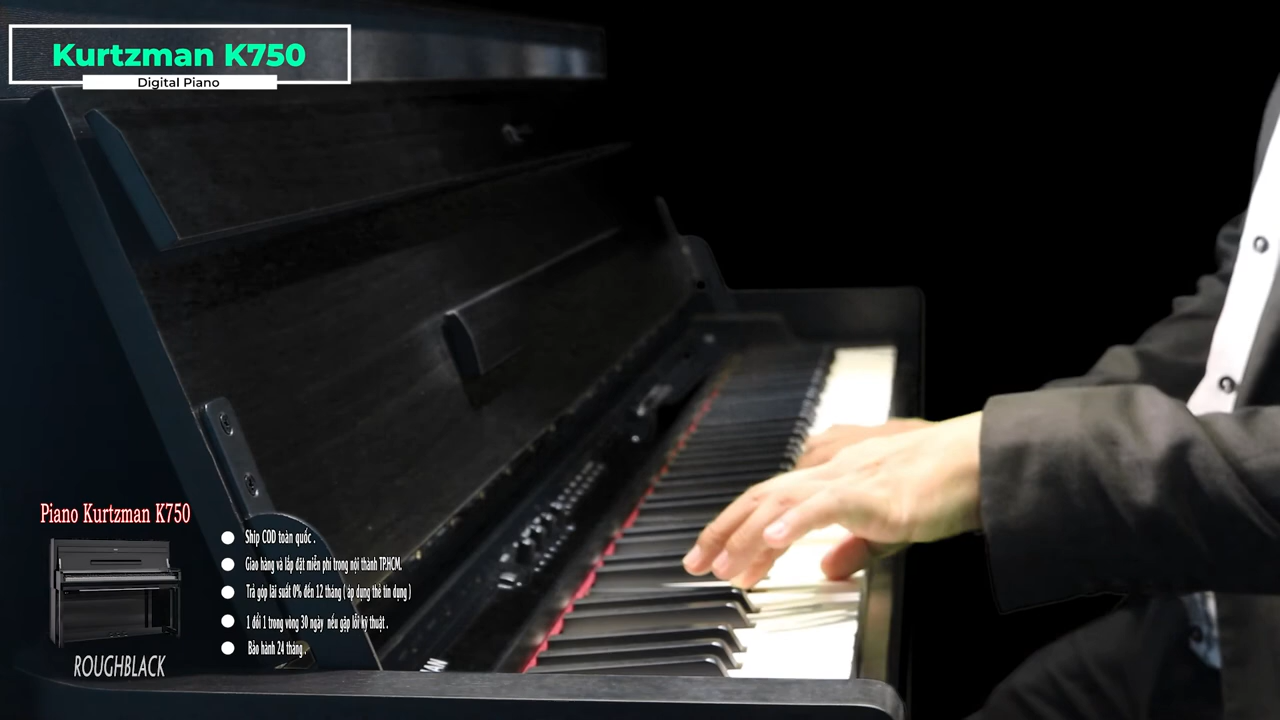 Kurtzman K750
Digital Piano
Piano Kurtzman K750
Ship COD toàn quốc .
Giao hàng và lắp đặt miễn phí trong nội thành TP.HCM.
Trả góp lãi suất 0% đến 12 tháng ( áp dụng thẻ tín dụng )
1 đổi 1 trong vòng 30 ngày nếu gặp lỗi kỹ thuật .
Bảo hành 24 tháng .
ROUGHBLACK